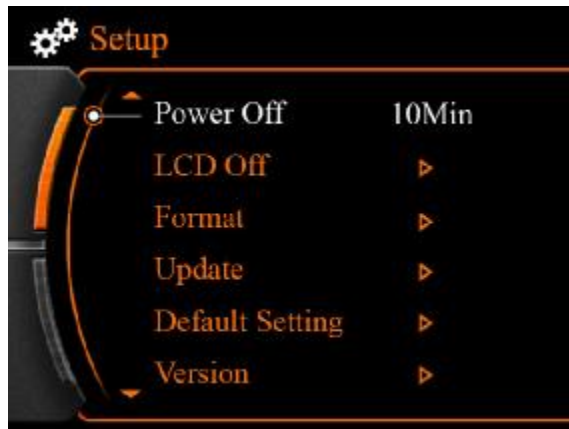 Setup
Power Off 10Min
LCD Off
Format
Update
Default Setting
Version